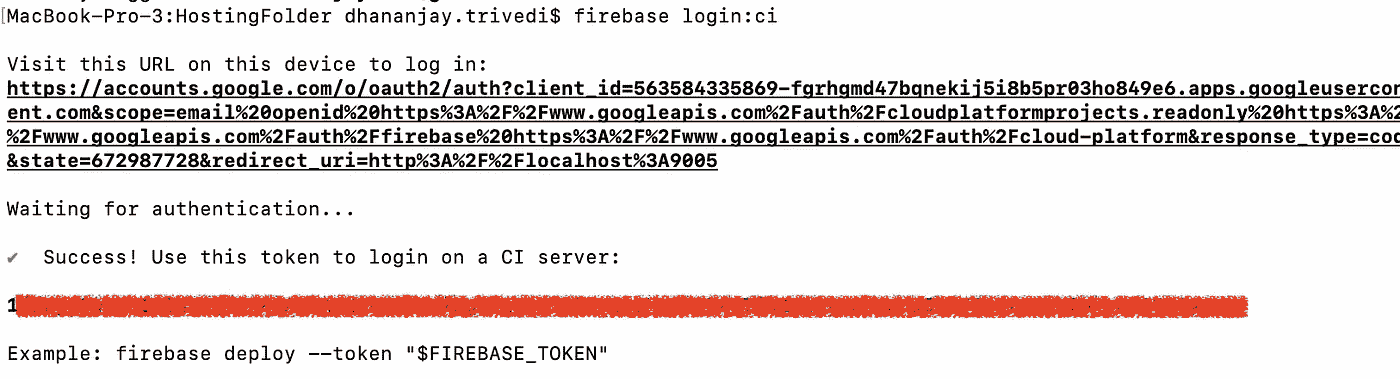 [MacBook-Pro-3:HostingFolder dhananjay.trivedi$ firebase login:ci
Visit this URL on this device to log in:
https://accounts.google.com/o/oauth2/auth?client_id=563584335869-fgrhgmd47bqnekij5i8b5pr03ho849e6.apps.googleusercon
ent.com&scope=email%20openid%20https%3A%2F%2Fwww.googleapis.com%2Fauth%2Fcloudplatformprojects.readonly%20https%3A%2
%2Fwww.googleapis.com%2Fauth%2Ffirebase%20https%3A%2F%2Fwww.googleapis.com%2Fauth%2Fcloud-platform&response_type=cod
&state=672987728&redirect_uri=http%3A%2F%2Flocalhost%3A9005
Waiting for authentication...
✔ Success! Use this token to login on a CI server:
1
Example: firebase deploy --token "$FIREBASE_TOKEN"